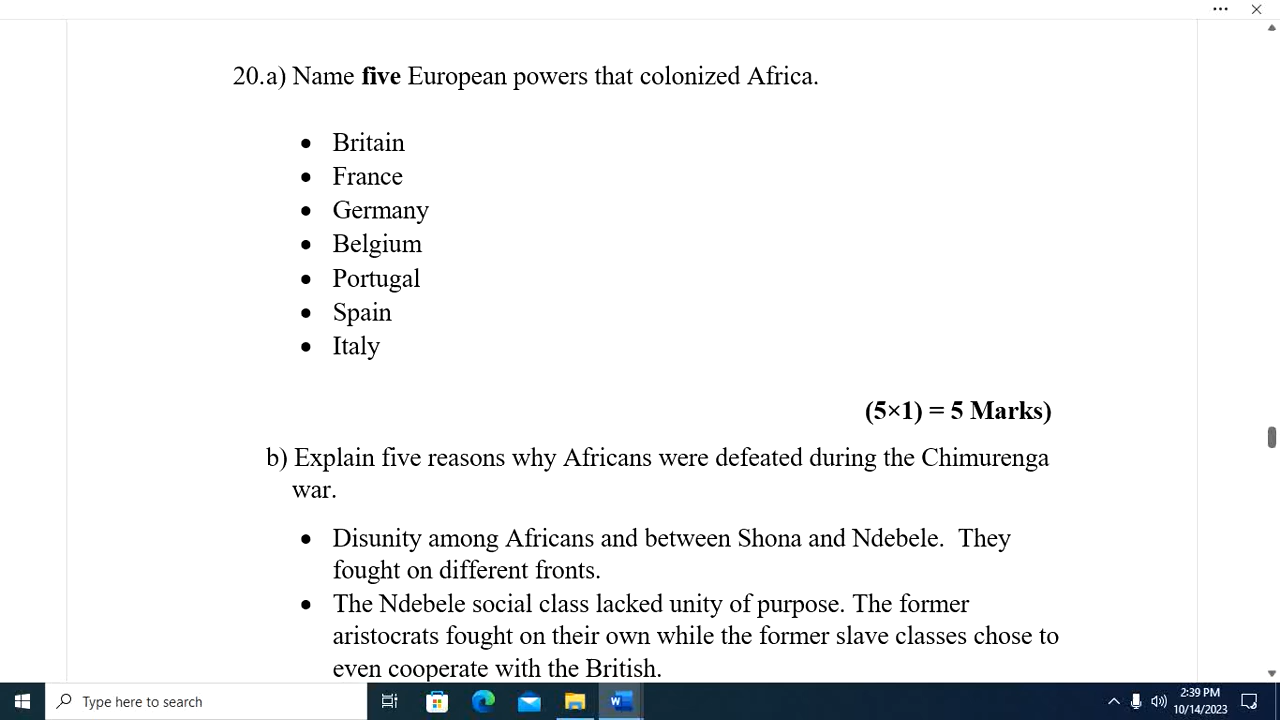 20.a) Name five European powers that colonized Africa.
• Britain
• France
• Germany
• Belgium
• Portugal
• Spain
• Italy
(5×1) = 5 Marks)
b) Explain five reasons why Africans were defeated during the Chimurenga
war.
• Disunity among Africans and between Shona and Ndebele.  They
fought on different fronts.
• The Ndebele social class lacked unity of purpose. The former
aristocrats fought on their own while the former slave classes chose to
even cooperate with the British.
Type here to search
2:39 PM
10/14/2023